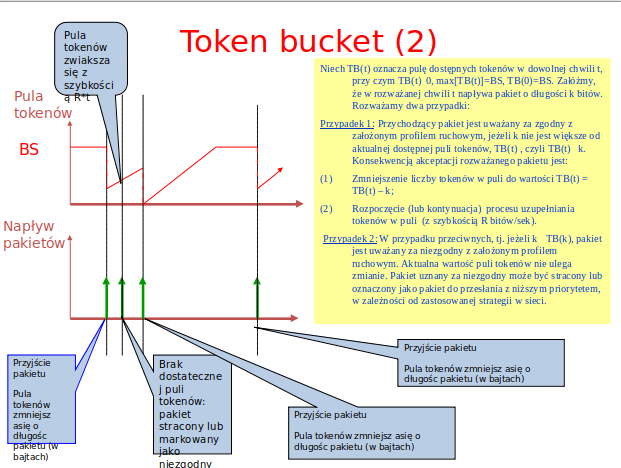 Token bucket (2)
Pula
tokenów
zwiaksza
się z
szybkości
ą R*t
Pula
tokenów
BS
Napływ
pakietów
Niech TB(t) oznacza pulę dostępnych tokenów w dowolnej chwili t,
przy czym TB(t) 0, max[TB(t)]=BS, TB(0)=BS. Załóżmy,
że w rozważanej chwili t napływa pakiet o długości k bitów.
Rozważamy dwa przypadki:
Przypadek 1: Przychodzący pakiet jest uważany za zgodny z
założonym profilem ruchowym, jeżeli k nie jest większe od
aktualnej dostępnej puli tokenów, TB(t) , czyli TB(t) k.
Konsekwencją akceptacji rozważanego pakietu jest:
(1) Zmniejszenie liczby tokenów w puli do wartości TB(t) =
TB(t) – k;
(2) Rozpoczęcie (lub kontynuacja) procesu uzupełniania
tokenów w puli (z szybkością R bitów/sek).
Przypadek 2: W przypadku przeciwnych, tj. jeżeli k TB(k), pakiet
jest uważany za niezgodny z założonym profilem
ruchowym. Aktualna wartość puli tokenów nie ulega
zmianie. Pakiet uznany za niezgodny może być stracony lub
oznaczony jako pakiet do przesłania z niższym priorytetem,
w zależności od zastosowanej strategii w sieci.
Przyjście
pakietu
Pula
tokenów
zmniejsz
asię o
długośc
pakietu (w
bajtach)
Brak
dostateczne
j puli
tokenów:
pakiet
stracony lub
markowany
jako
niezgodny
Przyjście pakietu
Pula tokenów zmniejsz asię o
długośc pakietu (w bajtach)
Przyjście pakietu
Pula tokenów zmniejsz asię o
długośc pakietu (w bajtach)